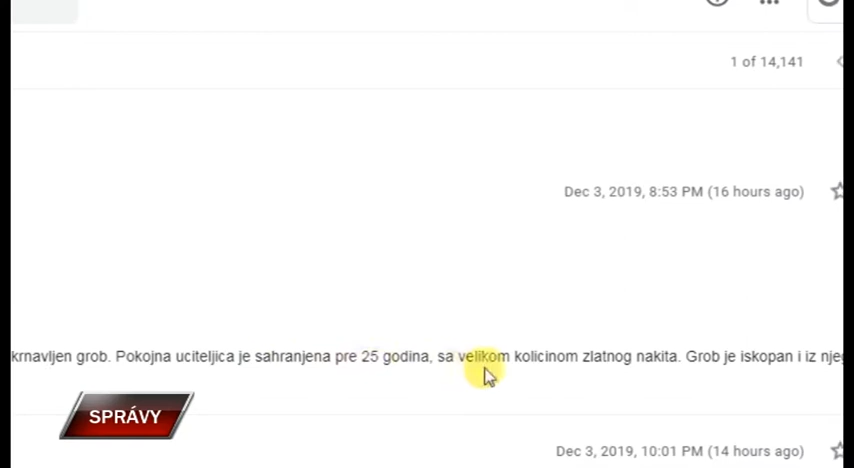 1 of 14,141
Dec 3, 2019, 8:53 PM (16 hours ago)
krnavljen grob. Pokojna uciteljica je sahranjena pre 25 godina, sa velikom kolicinom zlatnog nakita. Grob je iskopan i iz
SPRÁVY
Dec 3, 2019, 10:01 PM (14 hours ago)